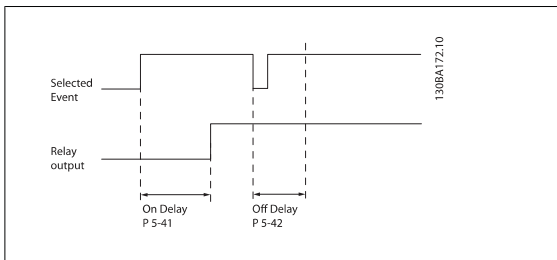 130BA172.10
Selected
Event
Relay
output
On Delay
P 5-41
Off Delay
P 5-42